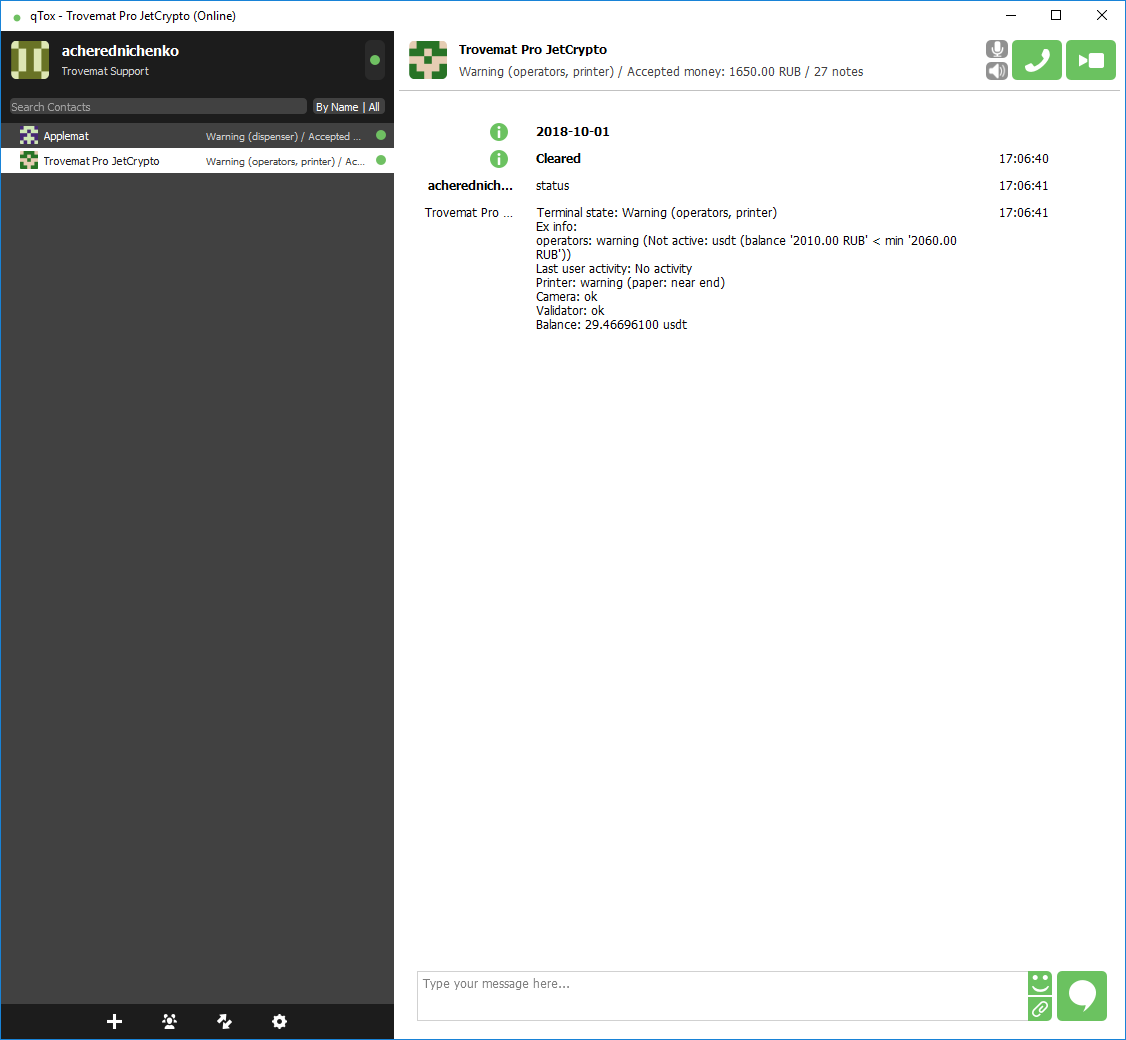 qTox - Trovemat Pro JetCrypto (Online)
acherednichenko
Trovemat Support
Search Contacts
By Name | All
Applemat Warning (dispenser) / Accepted ...
Trovemat Pro JetCrypto Warning (operators, printer) / Ac...
Trovemat Pro JetCrypto
Warning (operators, printer) / Accepted money: 1650.00 RUB / 27 notes
2018-10-01
Cleared 17:06:40
acherednich... status 17:06:41
Trovemat Pro ... Terminal state: Warning (operators, printer) 17:06:41
Ex info:
operators: warning (Not active: usdt (balance '2010.00 RUB' < min '2060.00
RUB'))
Last user activity: No activity
Printer: warning (paper: near end)
Camera: ok
Validator: ok
Balance: 29.46696100 usdt
Type your message here...